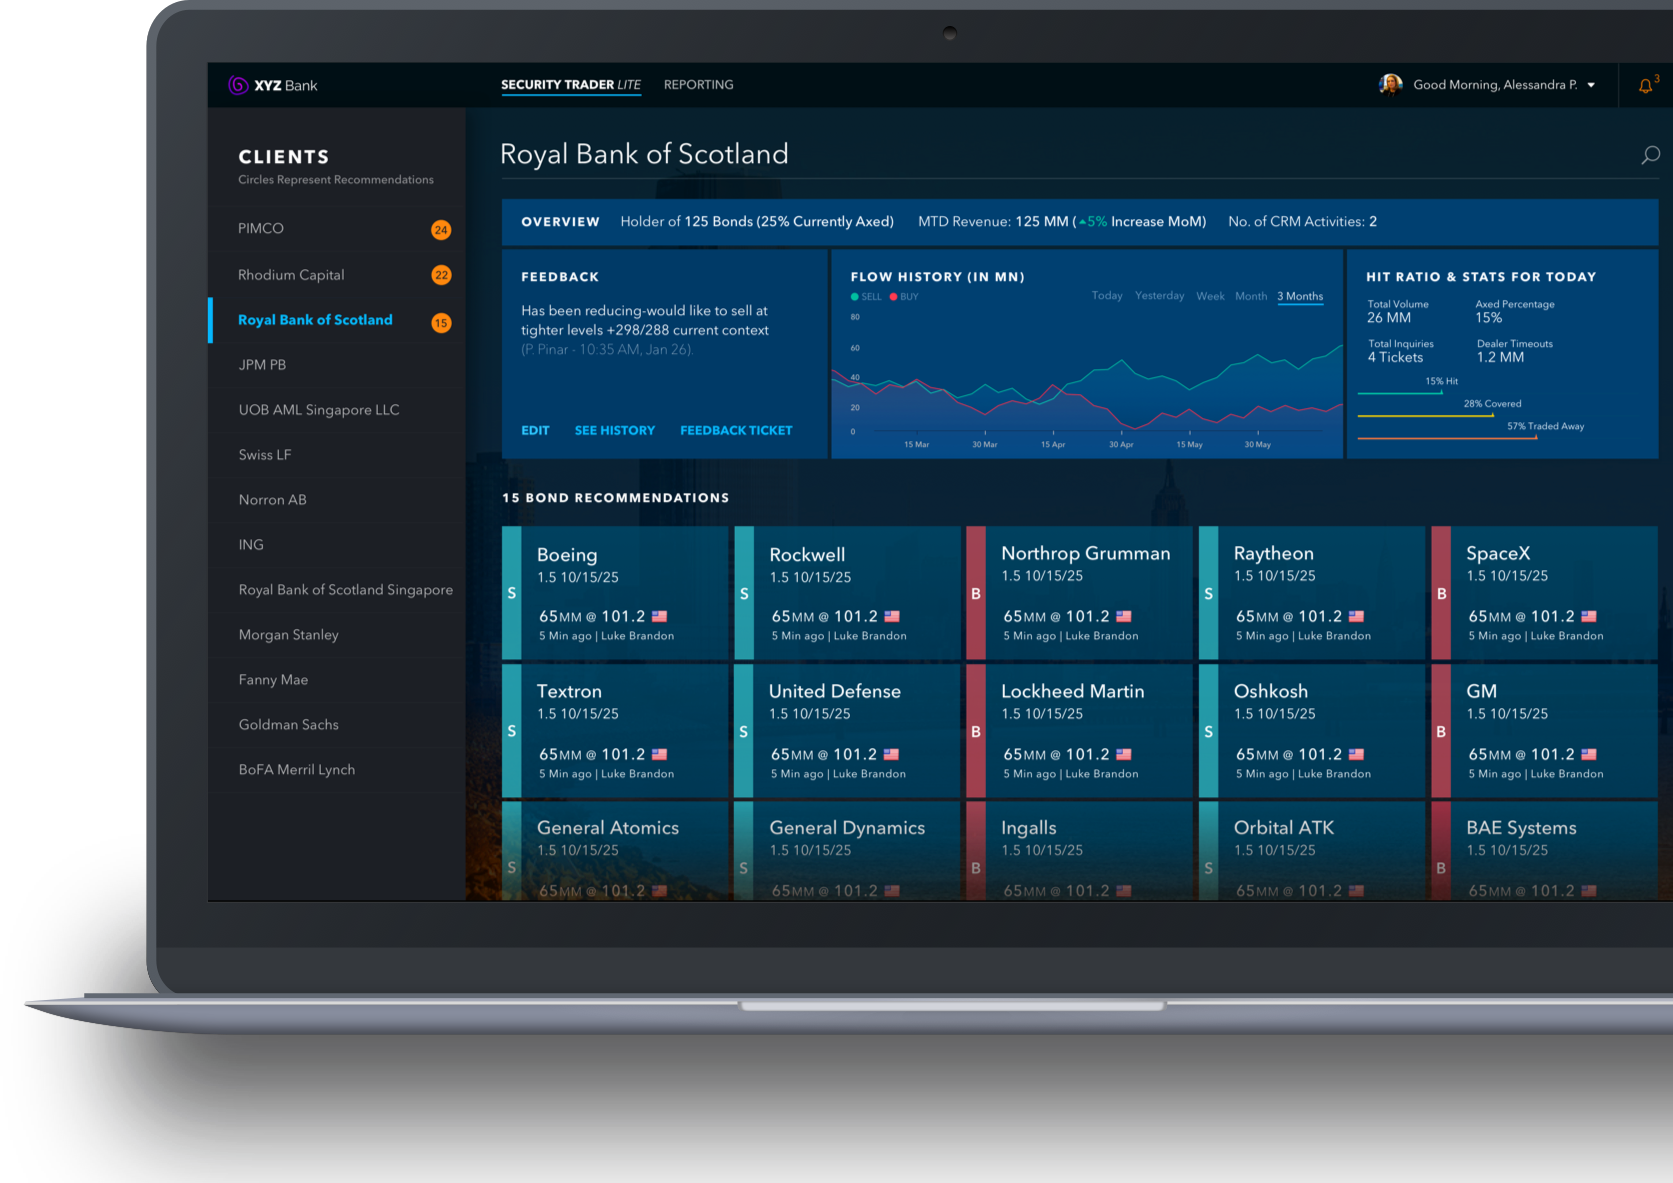 XYZ Bank
SECURITY TRADER LITE
REPORTING
Good Morning, Alessandra P.
3
CLIENTS
Circles Represent Recommendations
PIMCO
24
Rhodium Capital
22
Royal Bank of Scotland
15
JPM PB
UOB AML Singapore LLC
Swiss LF
Norron AB
ING
Royal Bank of Scotland Singapore
Morgan Stanley
Fanny Mae
Goldman Sachs
BoFA Merril Lynch
Royal Bank of Scotland
OVERVIEW
Holder of 125 Bonds (25% Currently Axed)
MTD Revenue: 125 MM (5% Increase MoM)
No. of CRM Activities: 2
FEEDBACK
Has been reducing-would like to sell at
tighter levels +298/288 current context
(P. Pinar - 10:35 AM, Jan 26).
EDIT
SEE HISTORY
FEEDBACK TICKET
FLOW HISTORY (IN MN)
SELL
BUY
Today
Yesterday
Week
Month
3 Months
80
60
40
20
0
15 Mar
30 Mar
15 Apr
30 Apr
15 May
30 May
HIT RATIO & STATS FOR TODAY
Total Volume
26 MM
Axed Percentage
15%
Total Inquiries
4 Tickets
Dealer Timeouts
1.2 MM
15% Hit
28% Covered
57% Traded Away
15 BOND RECOMMENDATIONS
S
Boeing
1.5 10/15/25
65MM @ 101.2
5 Min ago | Luke Brandon
S
Rockwell
1.5 10/15/25
65MM @ 101.2
5 Min ago | Luke Brandon
B
Northrop Grumman
1.5 10/15/25
65MM @ 101.2
5 Min ago | Luke Brandon
S
Raytheon
1.5 10/15/25
65MM @ 101.2
5 Min ago | Luke Brandon
B
SpaceX
1.5 10/15/25
65MM @ 101.2
5 Min ago | Luke Brandon
S
Textron
1.5 10/15/25
65MM @ 101.2
5 Min ago | Luke Brandon
S
United Defense
1.5 10/15/25
65MM @ 101.2
5 Min ago | Luke Brandon
B
Lockheed Martin
1.5 10/15/25
65MM @ 101.2
5 Min ago | Luke Brandon
S
Oshkosh
1.5 10/15/25
65MM @ 101.2
5 Min ago | Luke Brandon
B
GM
1.5 10/15/25
65MM @ 101.2
5 Min ago | Luke Brandon
S
General Atomics
1.5 10/15/25
65MM @ 101.2
S
General Dynamics
1.5 10/15/25
65MM @ 101.2
B
Ingalls
1.5 10/15/25
65MM @ 101.2
S
Orbital ATK
1.5 10/15/25
65MM @ 101.2
B
BAE Systems
1.5 10/15/25
65MM @ 101.2